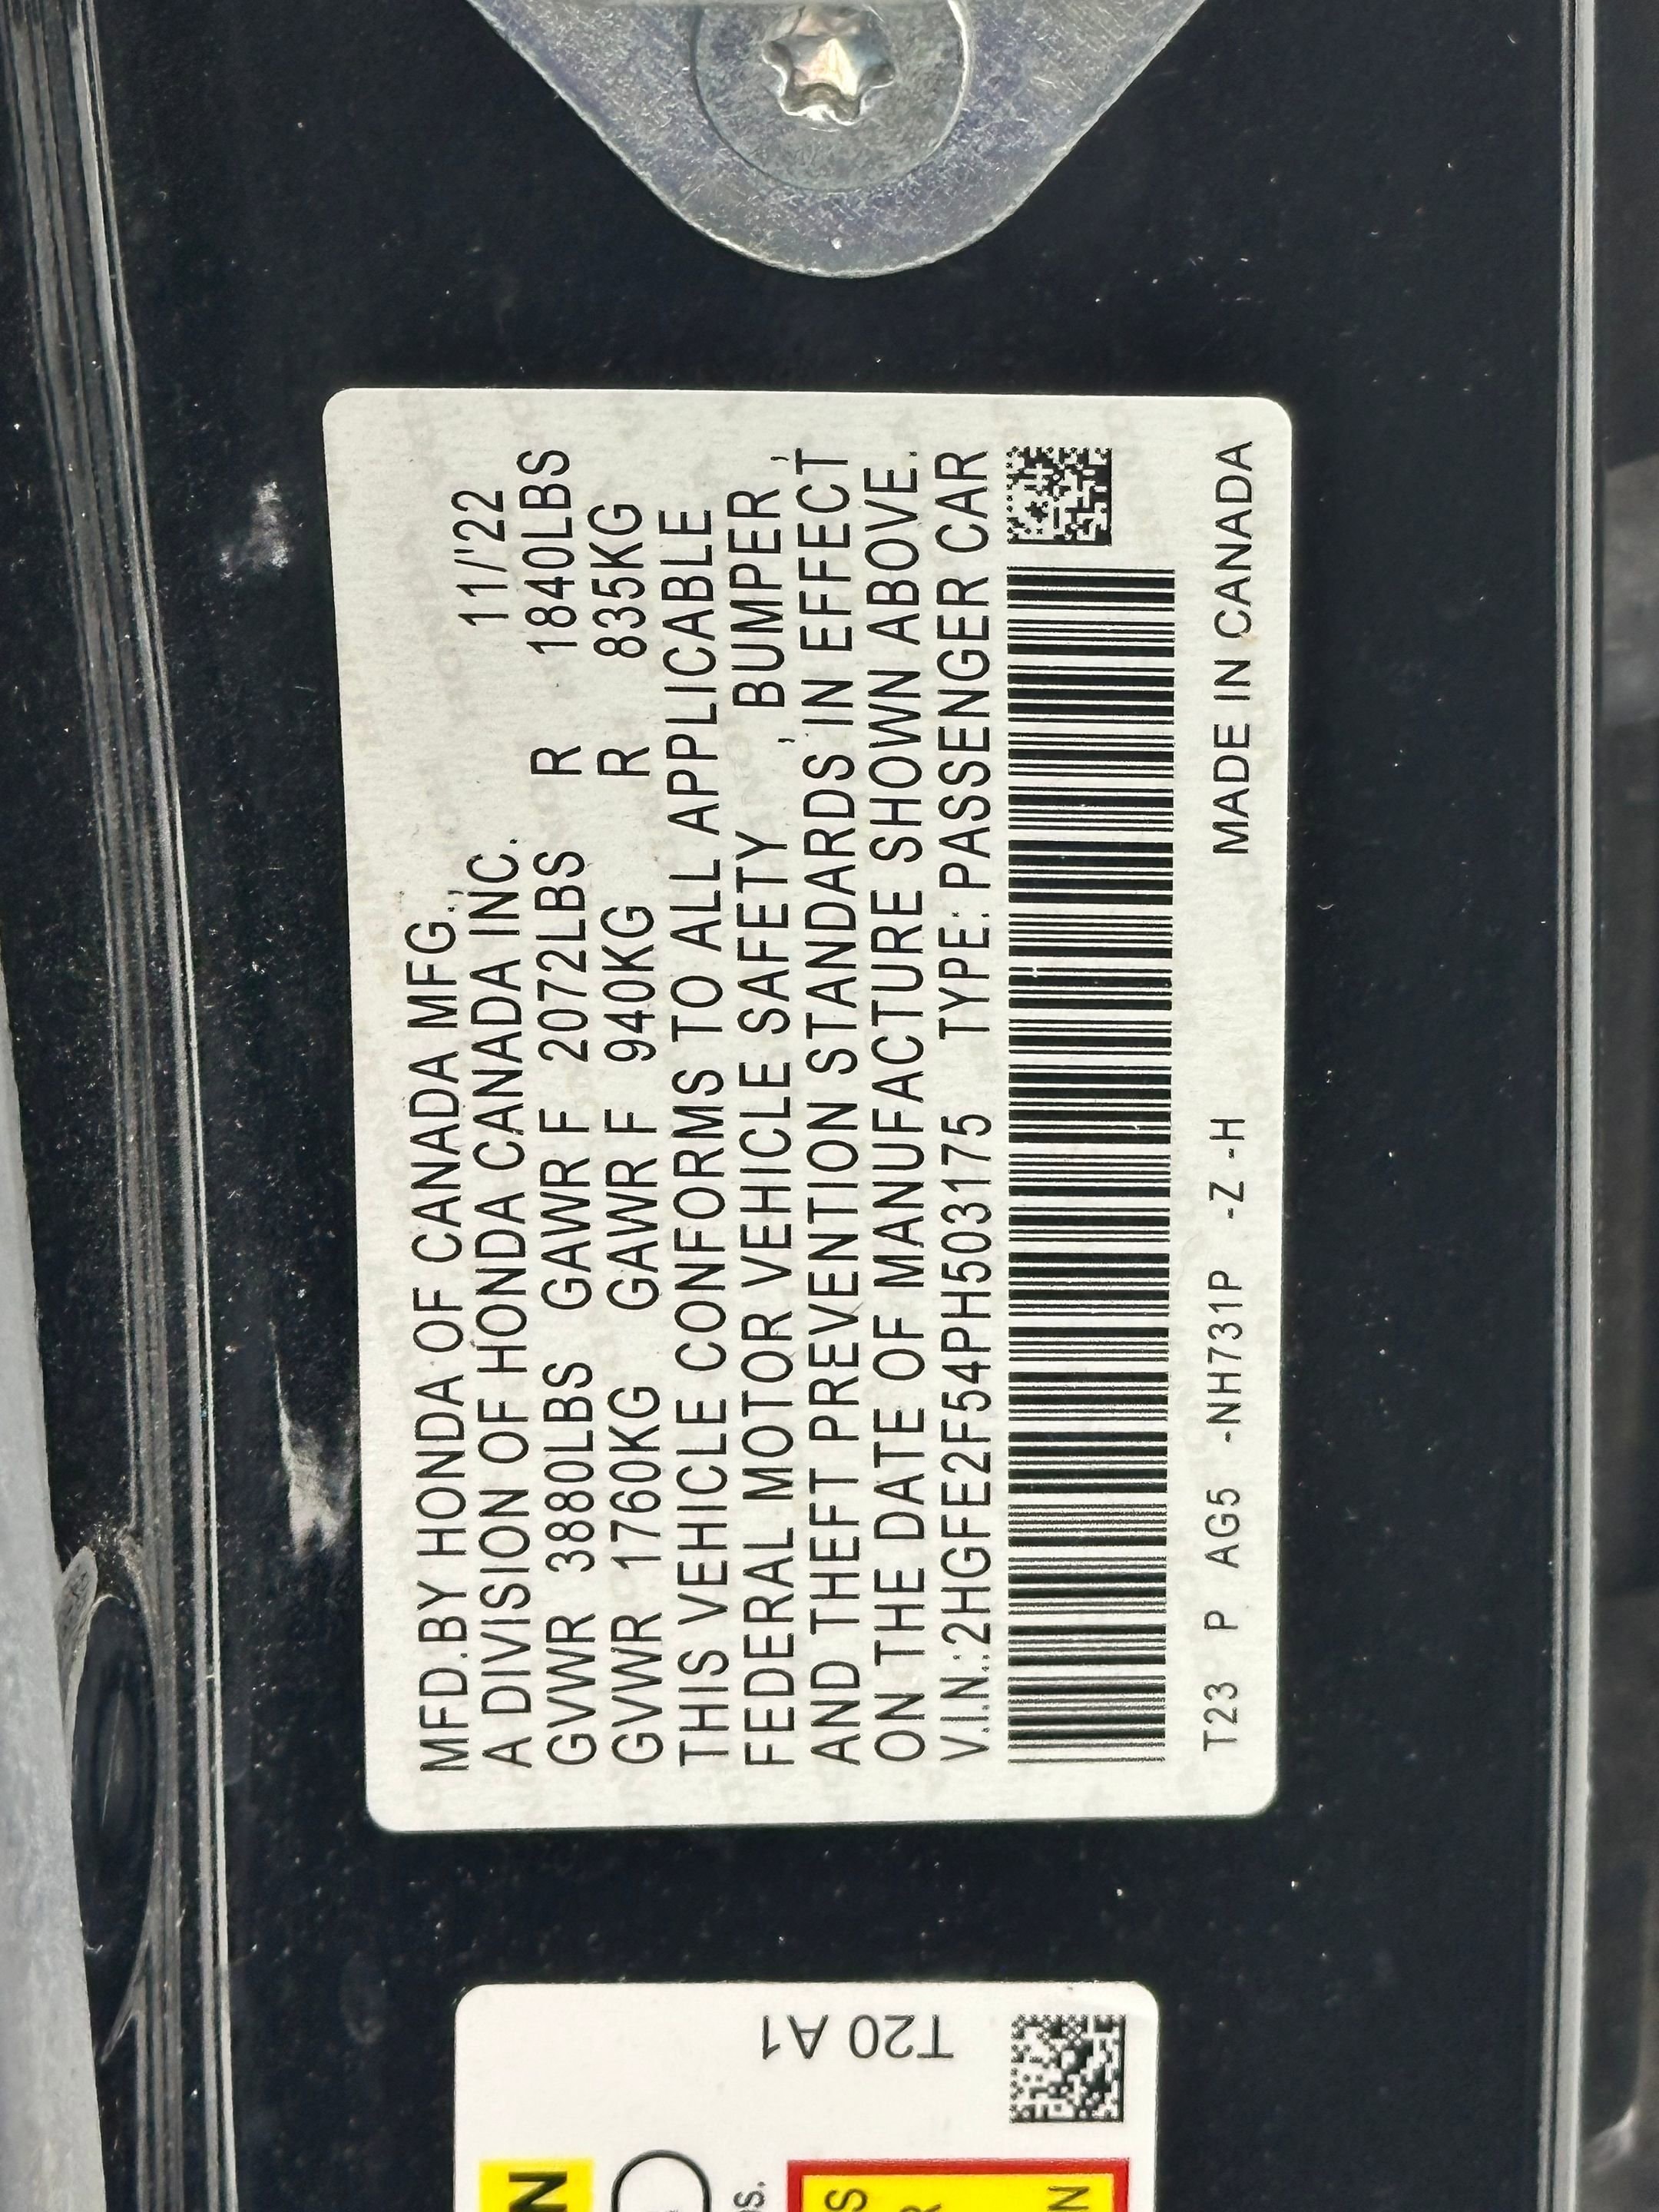 MFD.BY HONDA OF CANADA MFG.,
A DIVISION OF HONDA CANADA INC. 11/'22
GVWR 3880LBS GAWR F 2072LBS R 1840LBS
GVWR 1760KG GAWR F 940KG R 835KG
THIS VEHICLE CONFORMS TO ALL APPLICABLE
FEDERAL MOTOR VEHICLE SAFETY , BUMPER ,
AND THEFT PREVENTION STANDARDS IN EFFECT
ON THE DATE OF MANUFACTURE SHOWN ABOVE.
V.I.N.:2HGFE2F54PH503175 TYPE: PASSENGER CAR
T23 P AG5 -NH731P -Z -H MADE IN CANADA
T20 A1